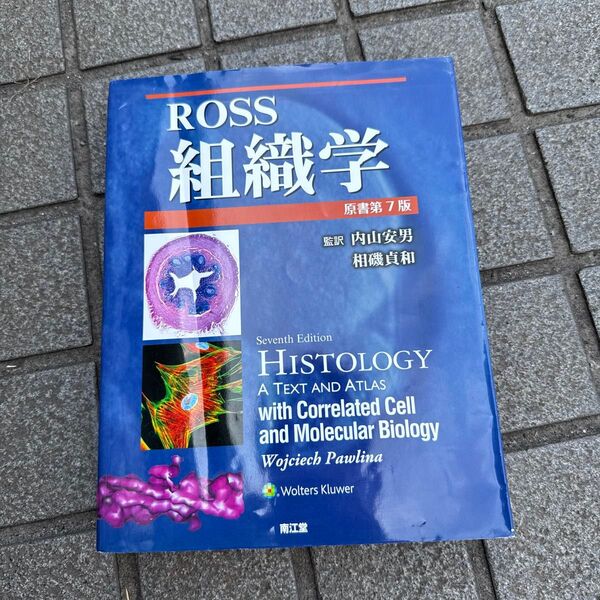 ROSS
組織学
原書第7版
監訳 内山安男
相磯貞和
Seventh Edition
HISTOLOGY
A TEXT AND ATLAS
with Correlated Cell
and Molecular Biology
Wojciech Pawlina
Wolters Kluwer
南江堂